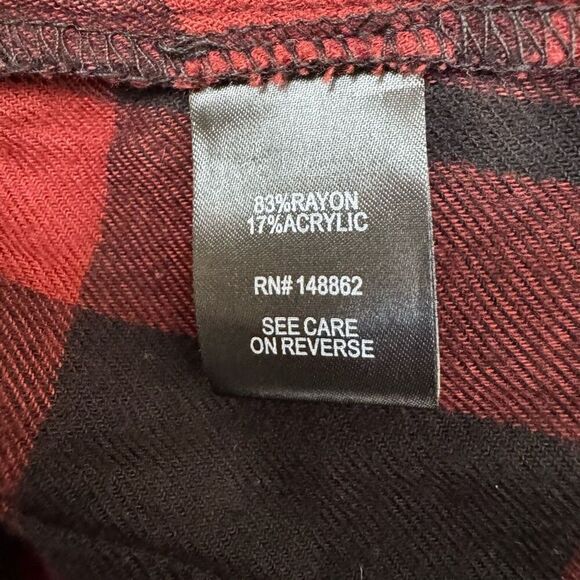 83%RAYON
17%ACRYLIC
RN# 148862
SEE CARE
ON REVERSE